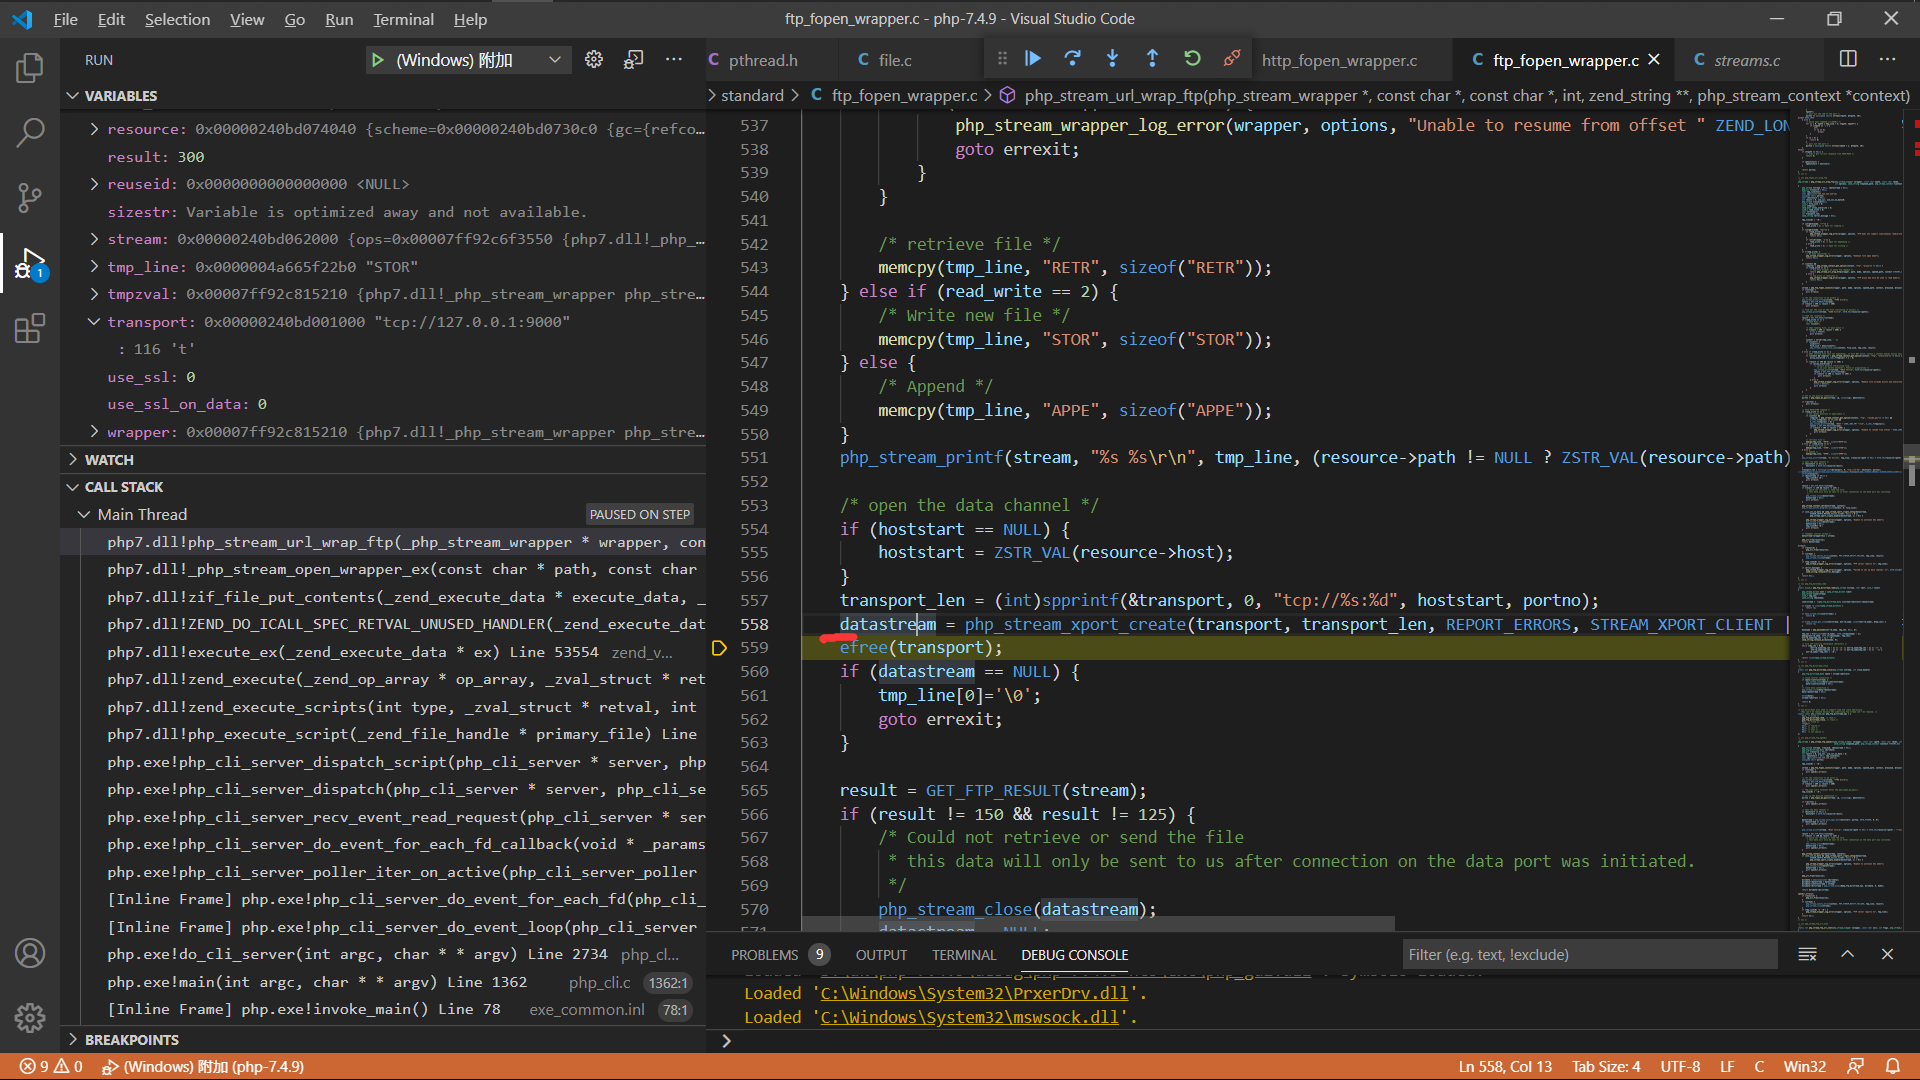 File Edit Selection View Go Run Terminal Help
ftp_fopen_wrapper.c - php-7.4.9 - Visual Studio Code
RUN
(Windows) 附加
VARIABLES
resource: 0x00000240bd074040 {scheme=0x00000240bd0730c0 {gc={refco…
result: 300
reuseid: 0x0000000000000000 <NULL>
sizestr: Variable is optimized away and not available.
stream: 0x00000240bd062000 {ops=0x00007ff92c6f3550 {php7.dll!_php_…
tmp_line: 0x0000004a665f22b0 "STOR"
tmpzval: 0x00007ff92c815210 {php7.dll!_php_stream_wrapper php_stre…
transport: 0x00000240bd001000 "tcp://127.0.0.1:9000"
: 116 't'
use_ssl: 0
use_ssl_on_data: 0
wrapper: 0x00007ff92c815210 {php7.dll!_php_stream_wrapper php_stre…
WATCH
CALL STACK
Main Thread
PAUSED ON STEP
php7.dll!php_stream_url_wrap_ftp(_php_stream_wrapper * wrapper, con
php7.dll!_php_stream_open_wrapper_ex(const char * path, const char
php7.dll!zif_file_put_contents(_zend_execute_data * execute_data, _
php7.dll!ZEND_DO_ICALL_SPEC_RETVAL_UNUSED_HANDLER(_zend_execute_dat
php7.dll!execute_ex(_zend_execute_data * ex) Line 53554 zend_v...
php7.dll!zend_execute(_zend_op_array * op_array, _zval_struct * ret
php7.dll!zend_execute_scripts(int type, _zval_struct * retval, int
php7.dll!php_execute_script(_zend_file_handle * primary_file) Line
php.exe!php_cli_server_dispatch_script(php_cli_server * server, php
php.exe!php_cli_server_dispatch(php_cli_server * server, php_cli_se
php.exe!php_cli_server_recv_event_read_request(php_cli_server * ser
php.exe!php_cli_server_do_event_for_each_fd_callback(void * _params
php.exe!php_cli_server_poller_iter_on_active(php_cli_server_poller
[Inline Frame] php.exe!php_cli_server_do_event_for_each_fd(php_cli_
[Inline Frame] php.exe!php_cli_server_do_event_loop(php_cli_server
php.exe!do_cli_server(int argc, char * * argv) Line 2734 php_cl...
php.exe!main(int argc, char * * argv) Line 1362 php_cli.c 1362:1
[Inline Frame] php.exe!invoke_main() Line 78 exe_common.inl 78:1
BREAKPOINTS
1
C pthread.h
C file.c
http_fopen_wrapper.c
C ftp_fopen_wrapper.c
C streams.c
standard > C ftp_fopen_wrapper.c > php_stream_url_wrap_ftp(php_stream_wrapper *, const char *, const char *, int, zend_string **, php_stream_context *context)
537 php_stream_wrapper_log_error(wrapper, options, "Unable to resume from offset " ZEND_LON
538 goto errexit;
539 }
540 }
541
542 /* retrieve file */
543 memcpy(tmp_line, "RETR", sizeof("RETR"));
544 } else if (read_write == 2) {
545 /* Write new file */
546 memcpy(tmp_line, "STOR", sizeof("STOR"));
547 } else {
548 /* Append */
549 memcpy(tmp_line, "APPE", sizeof("APPE"));
550 }
551 php_stream_printf(stream, "%s %s\r\n", tmp_line, (resource->path != NULL ? ZSTR_VAL(resource->path)
552
553 /* open the data channel */
554 if (hoststart == NULL) {
555 hoststart = ZSTR_VAL(resource->host);
556 }
557 transport_len = (int)spprintf(&transport, 0, "tcp://%s:%d", hoststart, portno);
558 datastream = php_stream_xport_create(transport, transport_len, REPORT_ERRORS, STREAM_XPORT_CLIENT |
559 efree(transport);
560 if (datastream == NULL) {
561 tmp_line[0]='\0';
562 goto errexit;
563 }
564
565 result = GET_FTP_RESULT(stream);
566 if (result != 150 && result != 125) {
567 /* Could not retrieve or send the file
568 * this data will only be sent to us after connection on the data port was initiated.
569 */
570 php_stream_close(datastream);
PROBLEMS 9 OUTPUT TERMINAL DEBUG CONSOLE
Filter (e.g. text, !exclude)
Loaded 'C:\Windows\System32\PrxerDrv.dll'.
Loaded 'C:\Windows\System32\mswsock.dll'.
9 0 (Windows) 附加 (php-7.4.9)
Ln 558, Col 13 Tab Size: 4 UTF-8 LF C Win32